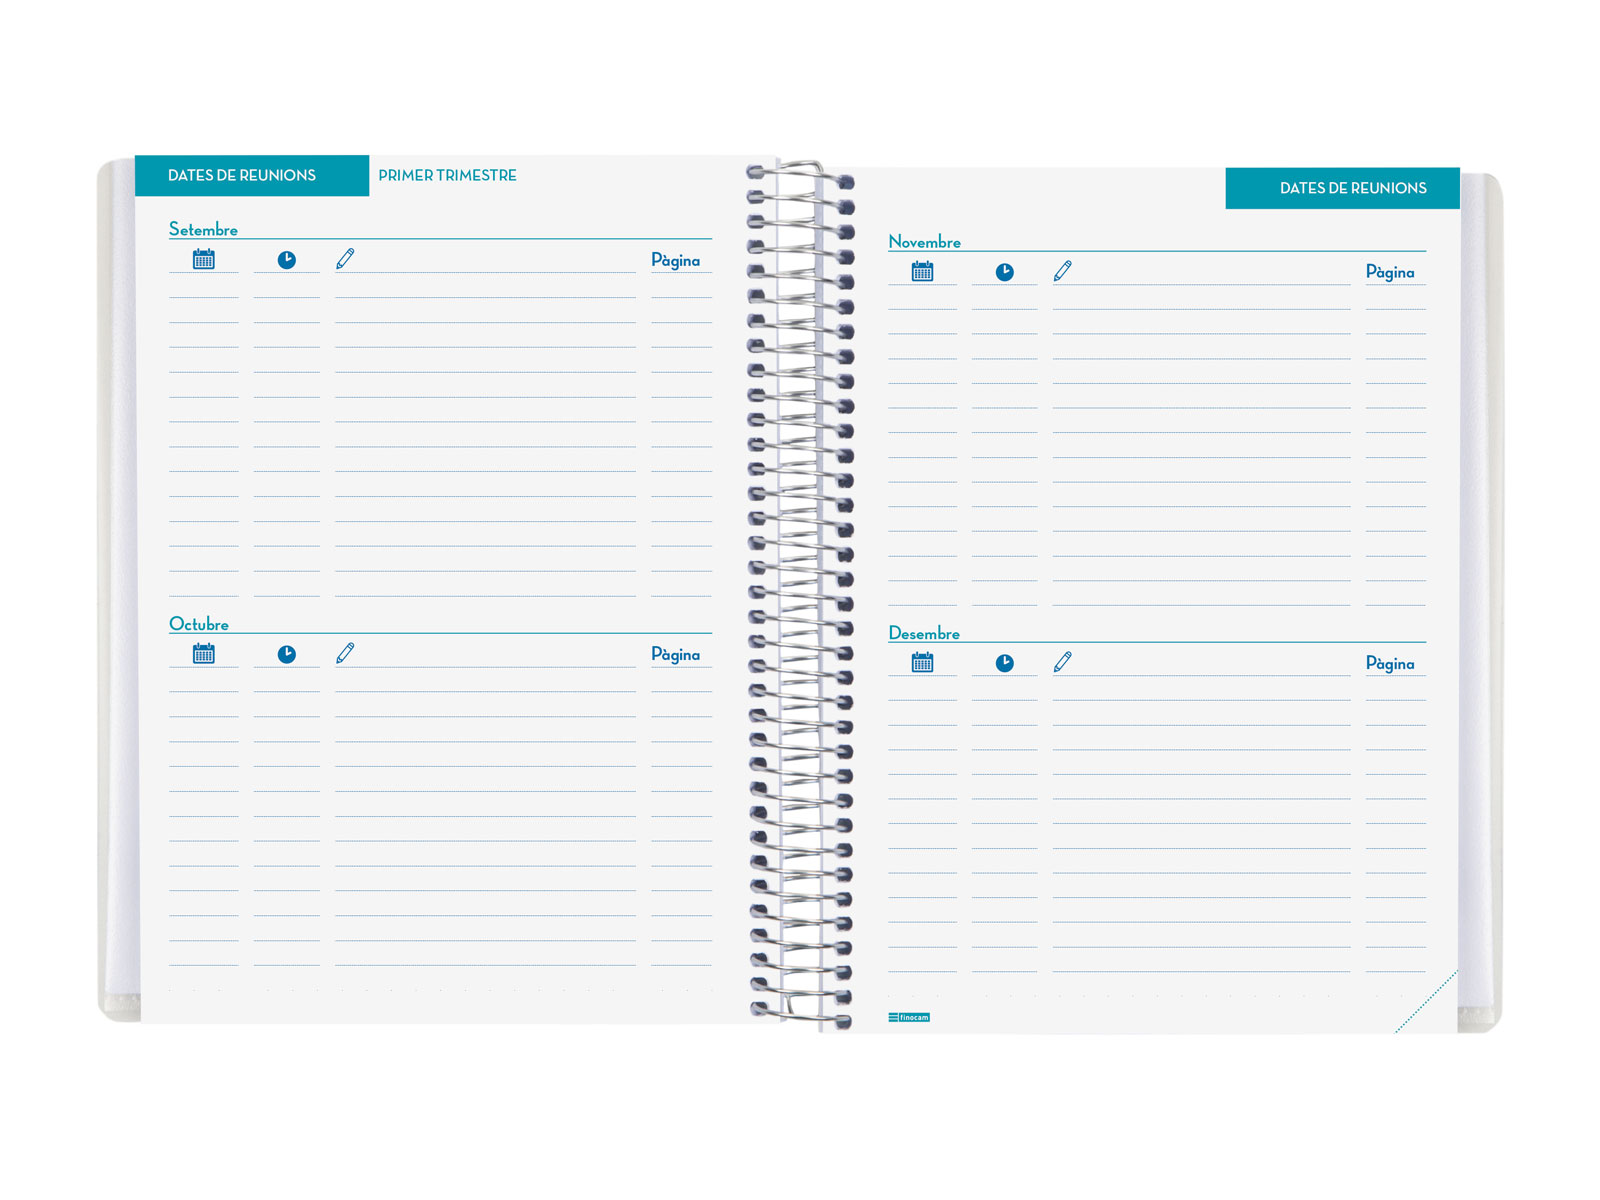 DATES DE REUNIONS PRIMER TRIMESTRE
Setembre
Pàgina
Octubre
Pàgina
DATES DE REUNIONS
Novembre
Pàgina
Desembre
Pàgina
finocam